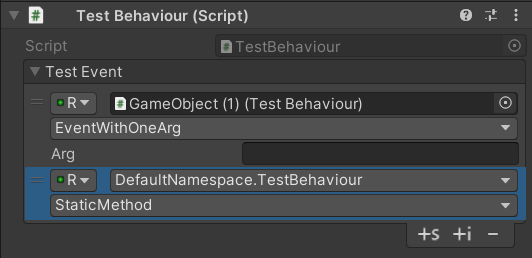 Test Behaviour (Script)
Script TestBehaviour
Test Event
R GameObject (1) (Test Behaviour)
EventWithOneArg
Arg
R DefaultNamespace.TestBehaviour
StaticMethod
+s +i −